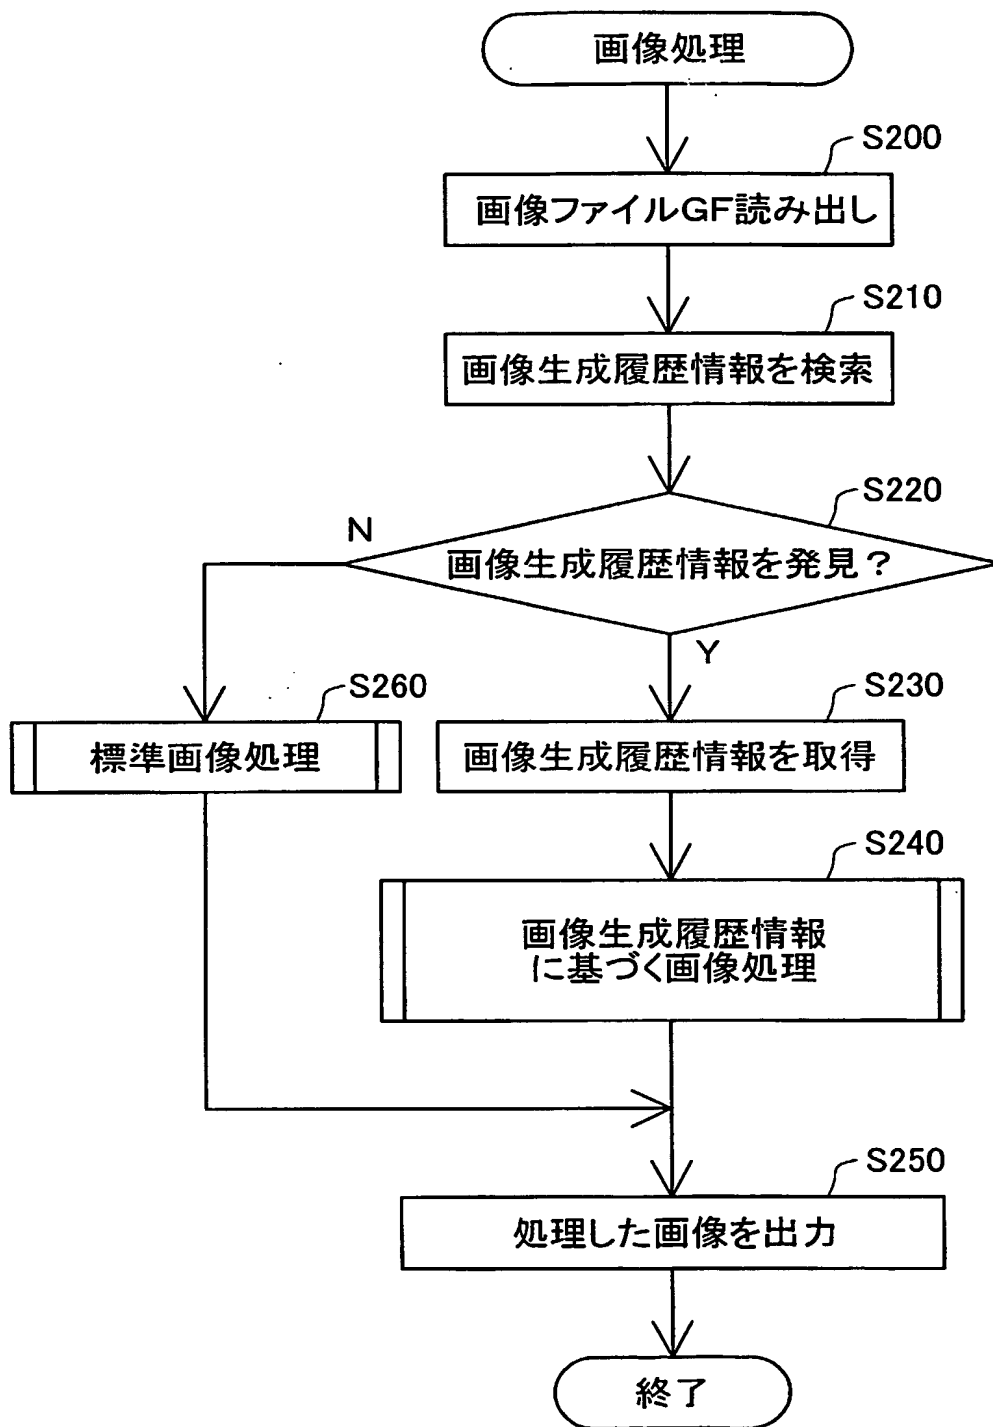 画像処理
S200
画像ファイルGF読み出し
S210
画像生成履歴情報を検索
S220
N
画像生成履歴情報を発見？
Y
S260
標準画像処理
S230
画像生成履歴情報を取得
S240
画像生成履歴情報
に基づく画像処理
S250
処理した画像を出力
終了